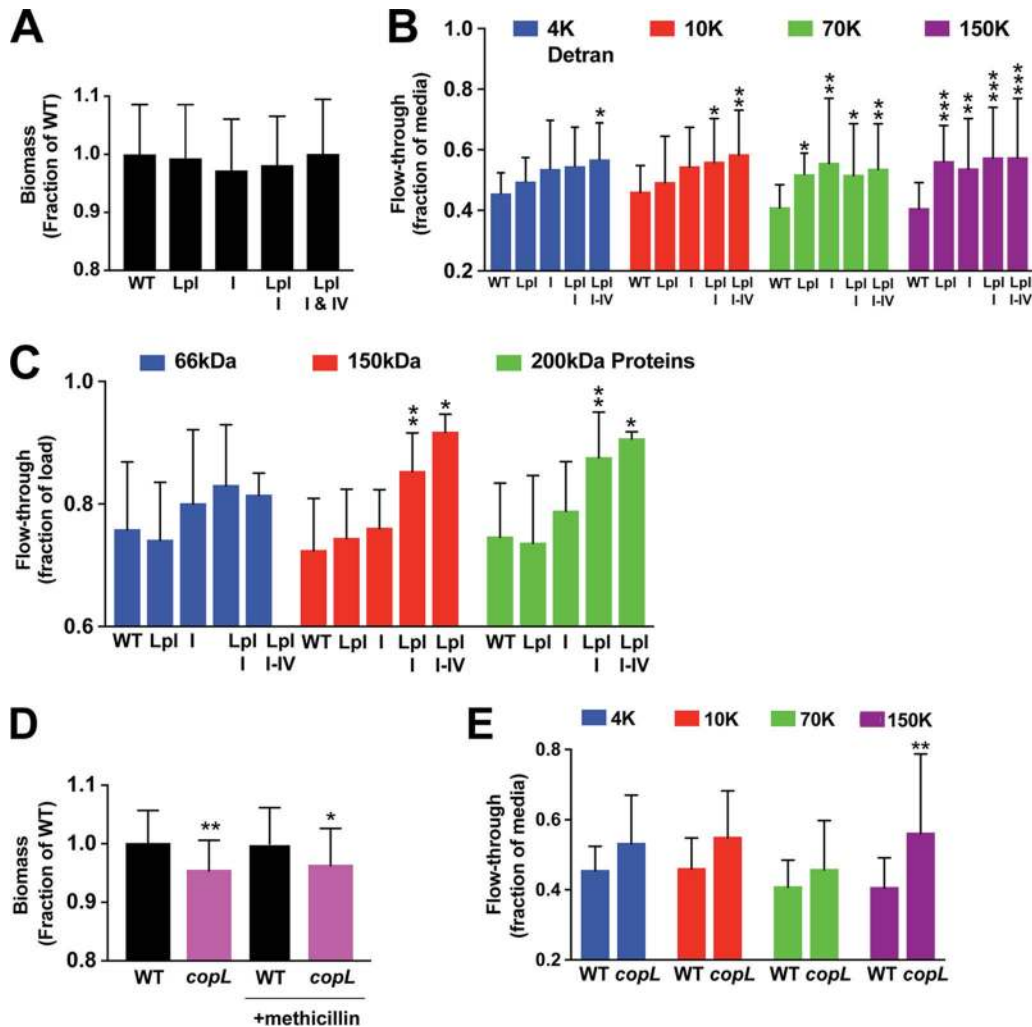 A
Biomass
(Fraction of WT)
1.1
1.0
0.9
0.8
WT Lpl I Lpl Lpl
I I & IV
B
4K 10K 70K 150K
Detran
Flow-through
(fraction of media)
1.0
0.8
0.6
0.4
0.2
* * ** * ** * ** *** ** *** ***
WT Lpl I Lpl Lpl WT Lpl I Lpl Lpl WT Lpl I Lpl Lpl WT Lpl I Lpl Lpl
I I-IV I I-IV I I-IV I I-IV
C
66kDa 150kDa 200kDa Proteins
Flow-through
(fraction of load)
1.0
0.8
0.6
** * ** *
WT Lpl I Lpl Lpl WT Lpl I Lpl Lpl WT Lpl I Lpl Lpl
I I-IV I I-IV I I-IV
D
Biomass
(Fraction of WT)
1.1
1.0
0.9
0.8
** *
WT copL WT copL
+methicillin
E
4K 10K 70K 150K
Flow-through
(fraction of media)
0.8
0.6
0.4
0.2
**
WT copL WT copL WT copL WT copL